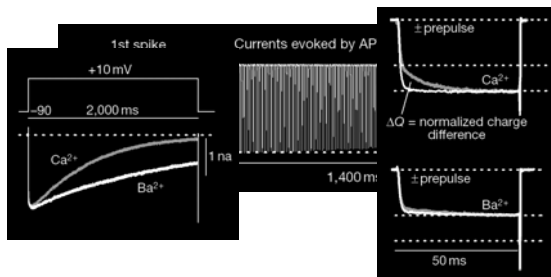 1st spike
Currents evoked by AP
+10 mV
–90
2,000 ms
Ca²⁺
Ba²⁺
1 na
1,400 ms
± prepulse
Ca²⁺
ΔQ = normalized charge
difference
± prepulse
Ba²⁺
50 ms